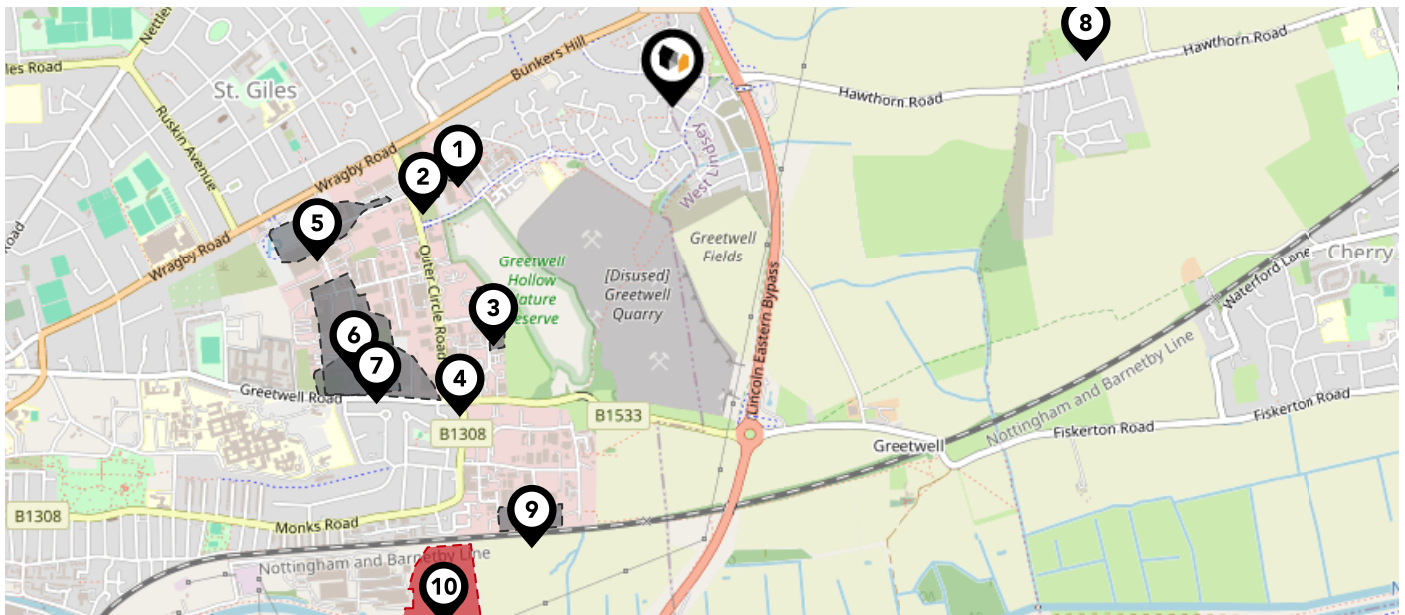 Nettle
les Road
St. Giles
Ruskin Avenue
Bunkers Hill
8
Hawthorn Road
Hawthorn Road
Wragby Road
1
2
West Lindsey
5
Road
Wragby Road
Outer Circle Road
Greetwell
Hollow
Nature
Reserve
[Disused]
Greetwell
Quarry
Greetwell
Fields
Lincoln Eastern Bypass
Waterford Lane
Cherry
3
6
7
4
Greetwell Road
B1533
B1308
Greetwell
Nottingham and Barnetby Line
Fiskerton Road
Fiskerton Road
B1308
Monks Road
9
Nottingham and Barnetby Line
10
N